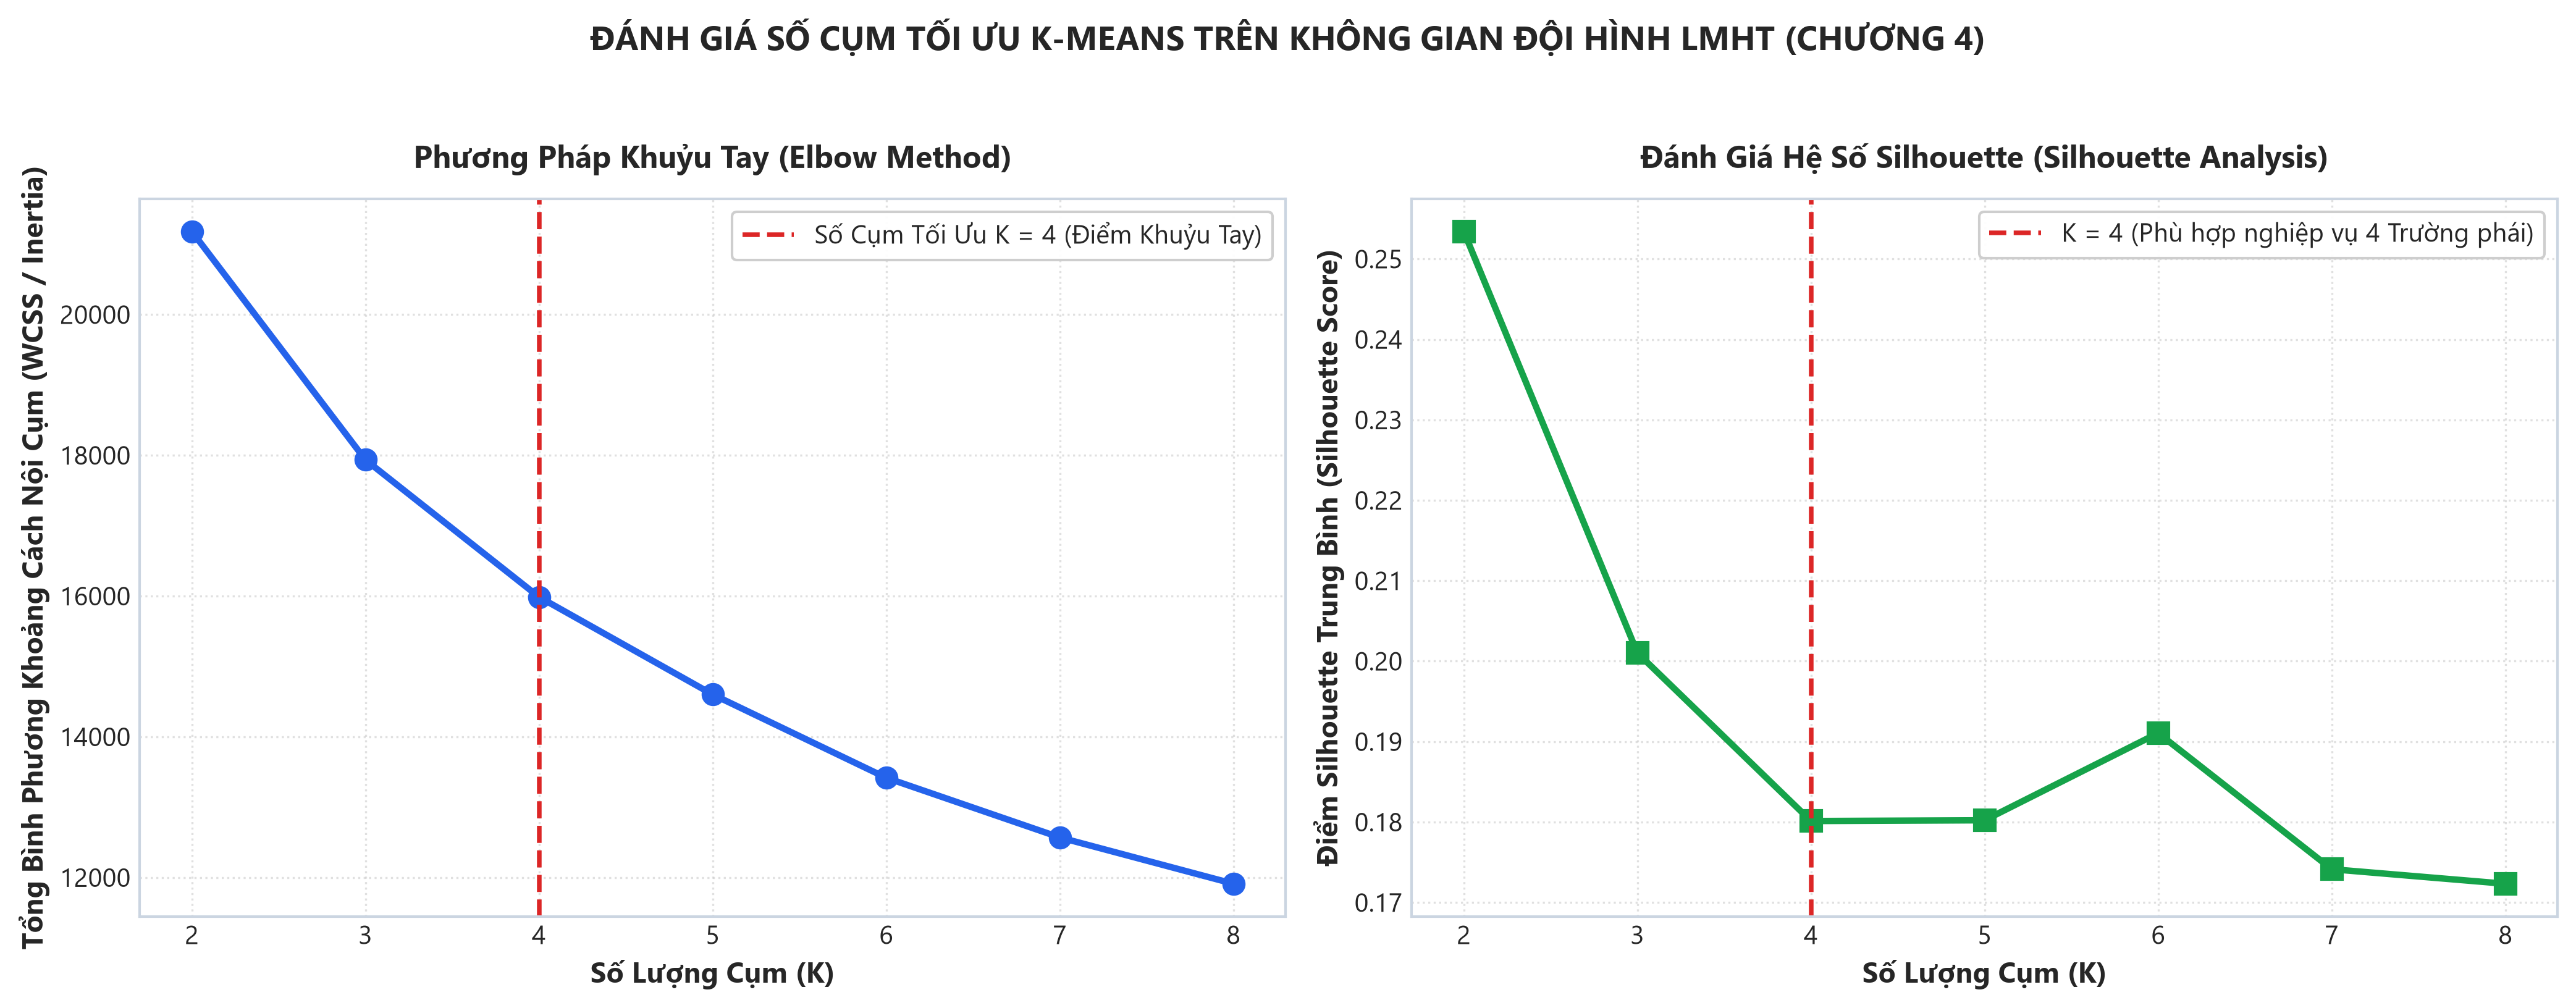 ĐÁNH GIÁ SỐ CỤM TỐI ƯU K-MEANS TRÊN KHÔNG GIAN ĐỘI HÌNH LMHT (CHƯƠNG 4)
Phương Pháp Khuỷu Tay (Elbow Method)
Tổng Bình Phương Khoảng Cách Nội Cụm (WCSS / Inertia)
Số Cụm Tối Ưu K = 4 (Điểm Khuỷu Tay)
20000
18000
16000
14000
12000
2 3 4 5 6 7 8
Số Lượng Cụm (K)
Đánh Giá Hệ Số Silhouette (Silhouette Analysis)
Điểm Silhouette Trung Bình (Silhouette Score)
K = 4 (Phù hợp nghiệp vụ 4 Trường phái)
0.25
0.24
0.23
0.22
0.21
0.20
0.19
0.18
0.17
2 3 4 5 6 7 8
Số Lượng Cụm (K)